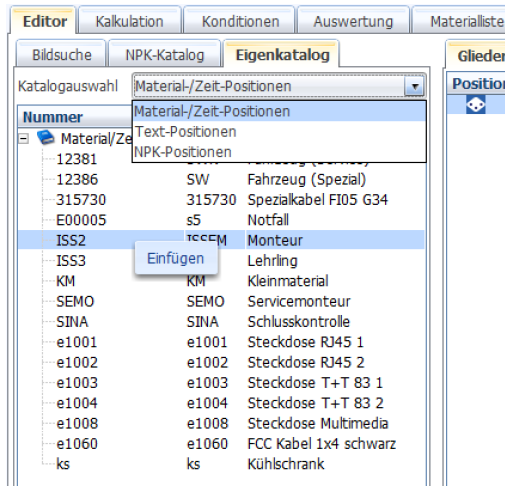 Editor Kalkulation Konditionen Auswertung Materialliste
Bildsuche NPK-Katalog Eigenkatalog Glieder
Katalogauswahl Material-/Zeit-Positionen Position
Material-/Zeit-Positionen
Nummer
Text-Positionen
Material/Ze
NPK-Positionen
12381
12386 SW Fahrzeug (Spezial)
315730 315730 Spezialkabel FI05 G34
E00005 s5 Notfall
ISS2 ISSEM Monteur
Einfügen
ISS3 Lehrling
KM KM Kleinmaterial
SEMO SEMO Servicemonteur
SINA SINA Schlusskontrolle
e1001 e1001 Steckdose RJ45 1
e1002 e1002 Steckdose RJ45 2
e1003 e1003 Steckdose T+T 83 1
e1004 e1004 Steckdose T+T 83 2
e1008 e1008 Steckdose Multimedia
e1060 e1060 FCC Kabel 1x4 schwarz
ks ks Kühlschrank